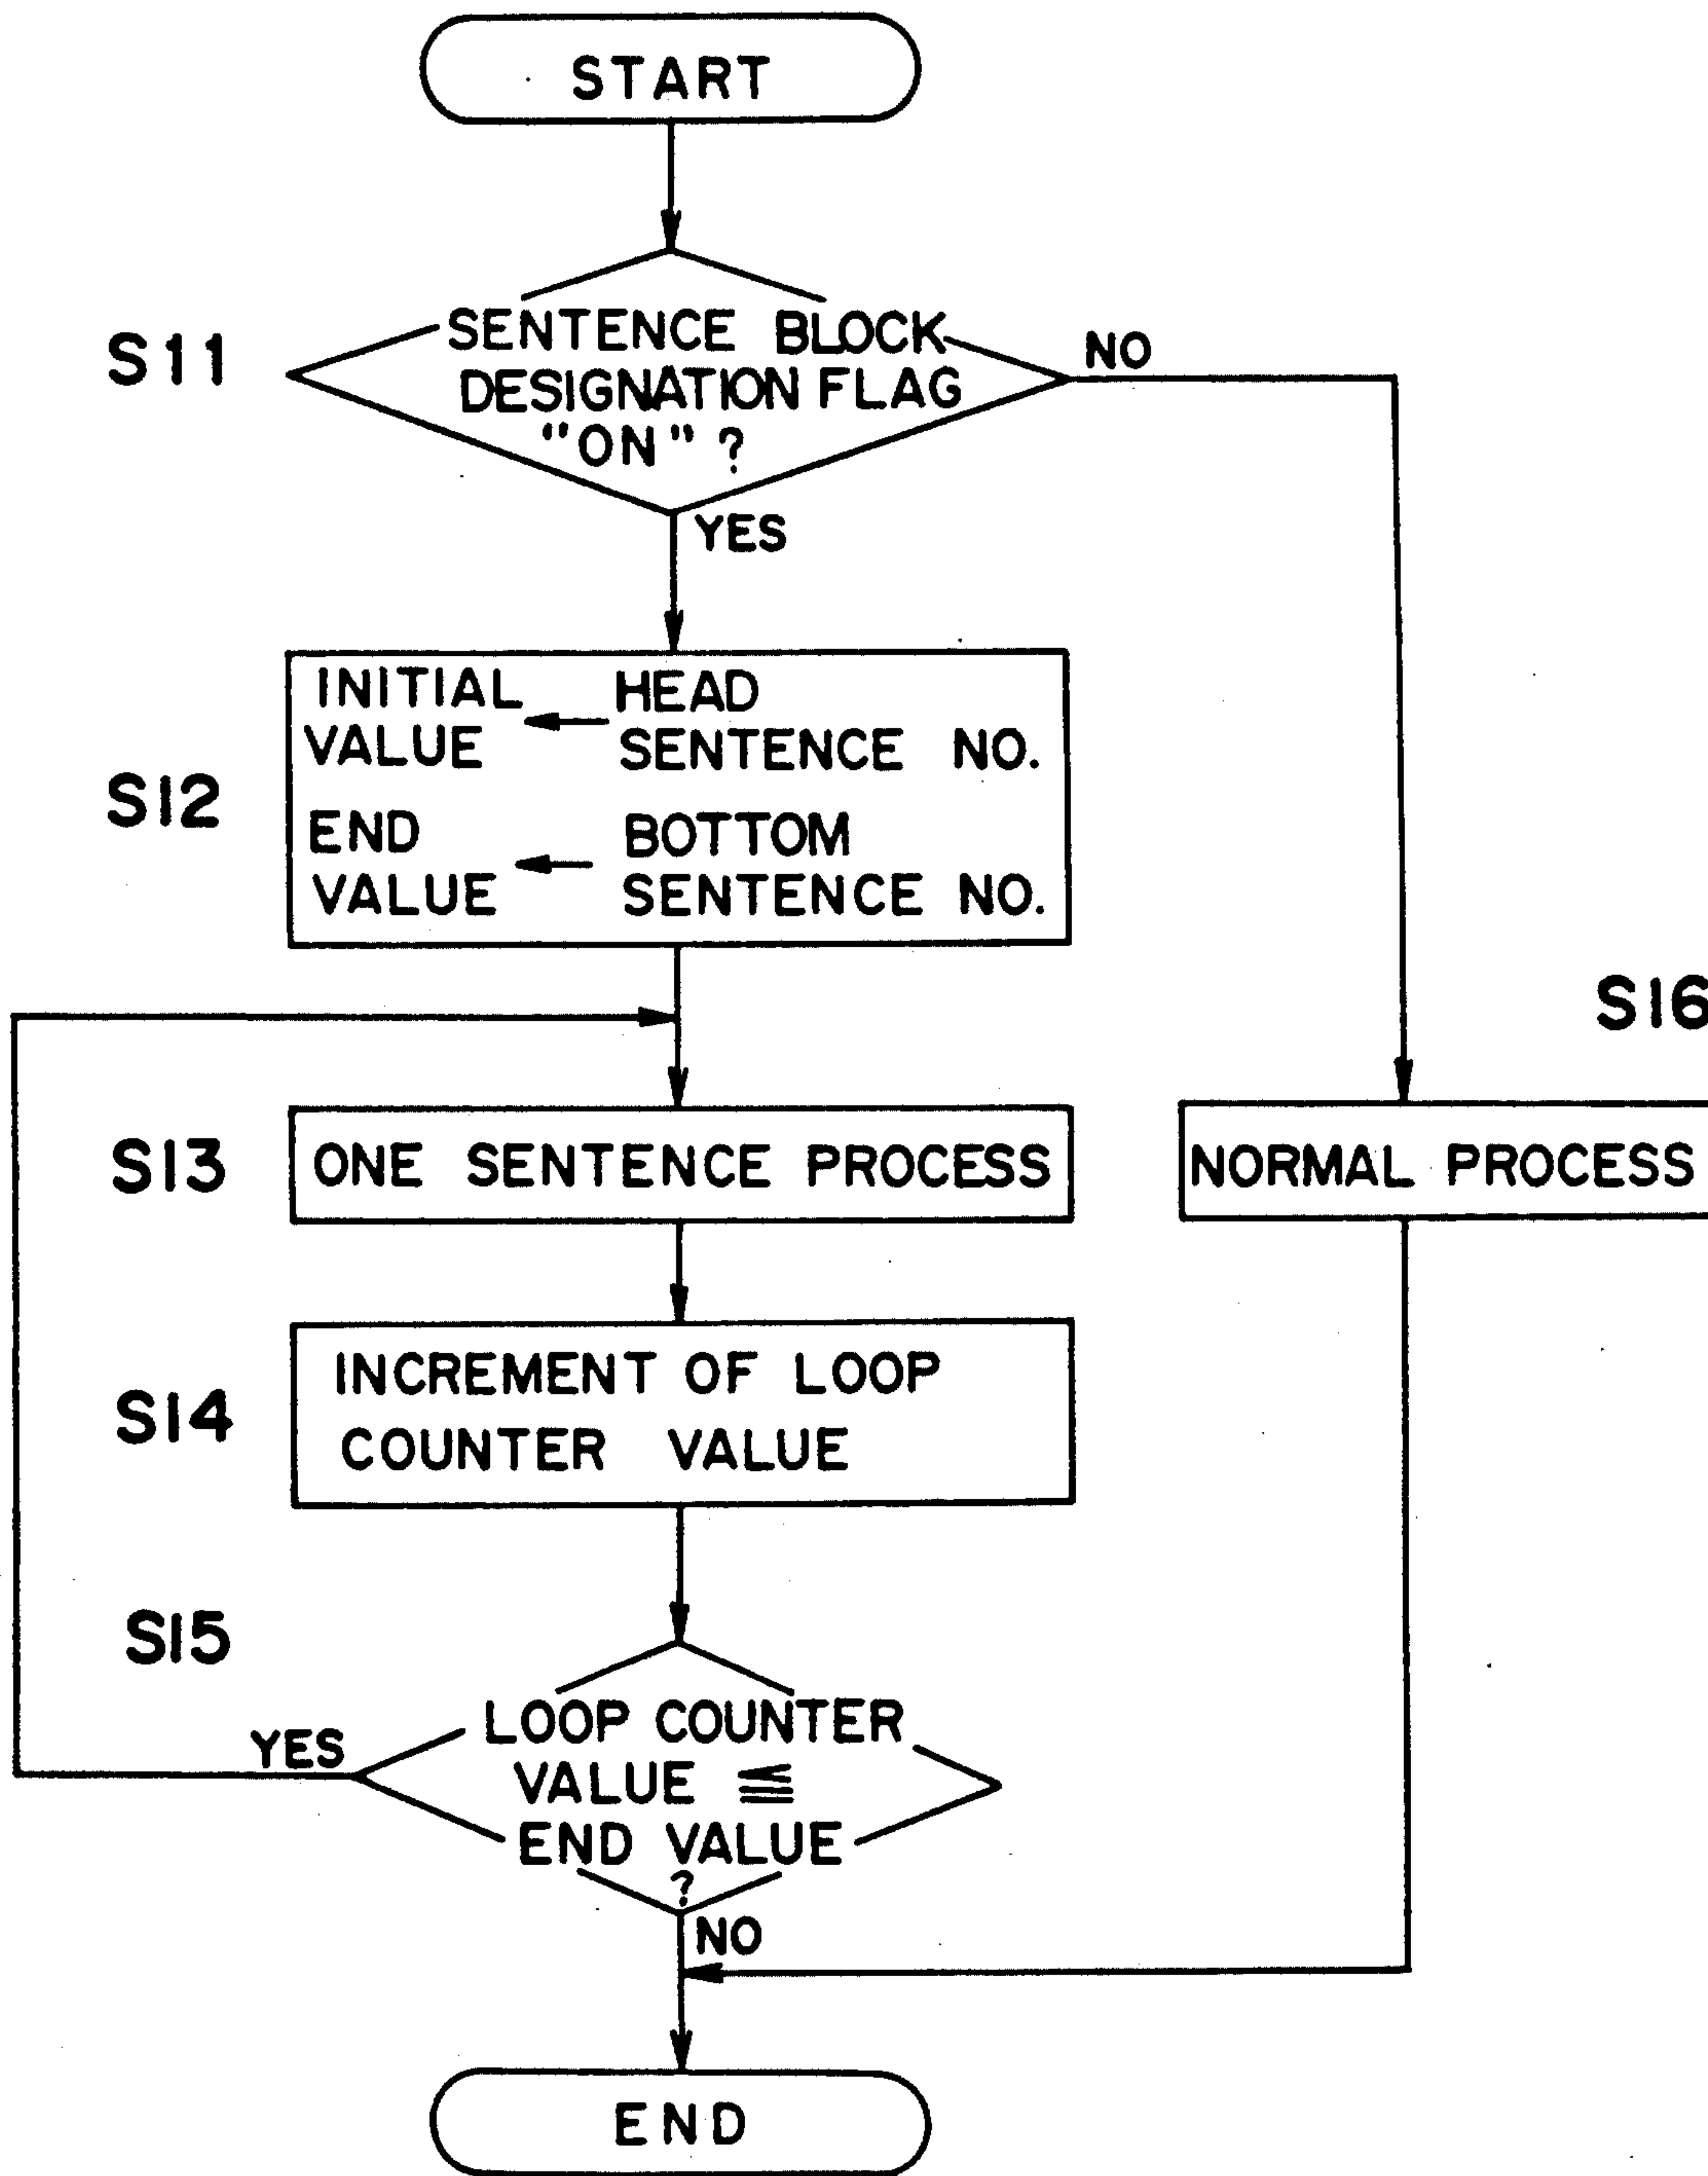 START
S11
SENTENCE BLOCK
DESIGNATION FLAG
"ON" ?
NO
YES
S12
INITIAL ← HEAD
VALUE SENTENCE NO.
END ← BOTTOM
VALUE SENTENCE NO.
S16
S13
ONE SENTENCE PROCESS
NORMAL PROCESS
S14
INCREMENT OF LOOP
COUNTER VALUE
S15
YES
LOOP COUNTER
VALUE ≦
END VALUE
?
NO
END